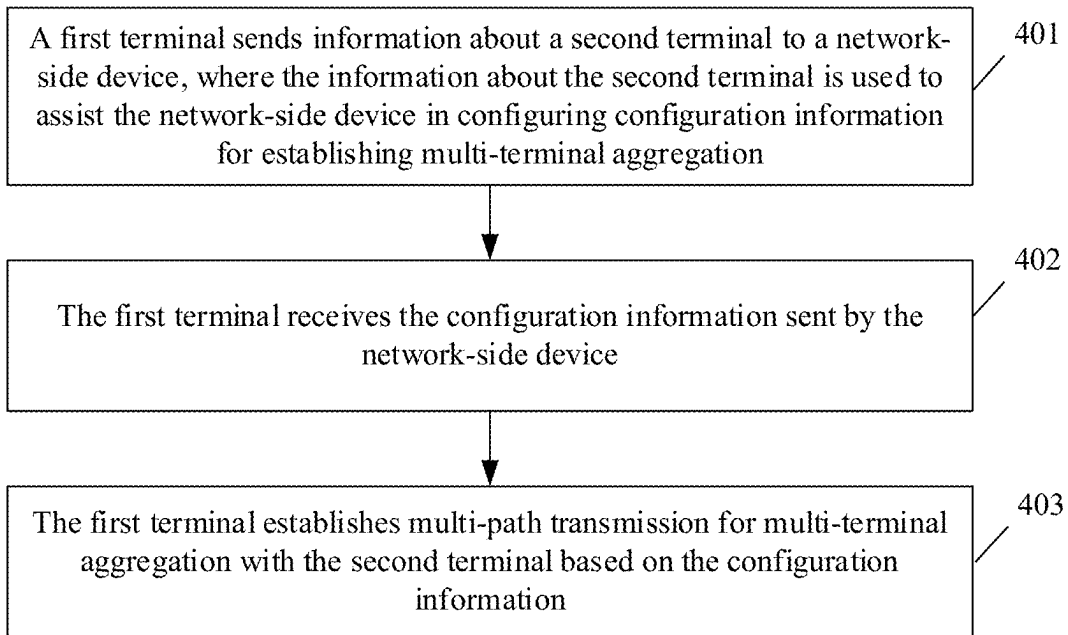 A first terminal sends information about a second terminal to a network-
side device, where the information about the second terminal is used to
assist the network-side device in configuring configuration information
for establishing multi-terminal aggregation
401
The first terminal receives the configuration information sent by the
network-side device
402
The first terminal establishes multi-path transmission for multi-terminal
aggregation with the second terminal based on the configuration
information
403